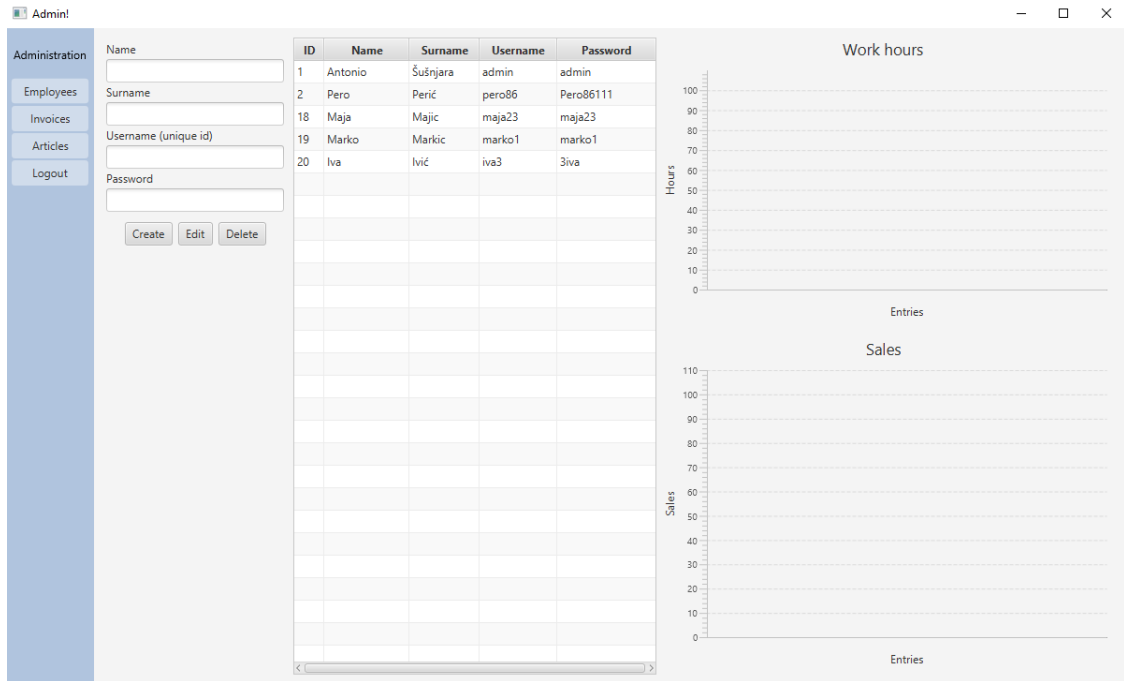 Admin!
Administration
Employees
Invoices
Articles
Logout
Name
Surname
Username (unique id)
Password
Create Edit Delete
ID Name Surname Username Password
1 Antonio Šušnjara admin admin
2 Pero Perić pero86 Pero86111
18 Maja Majic maja23 maja23
19 Marko Markic marko1 marko1
20 Iva Ivić iva3 3iva
Work hours
Hours
100
90
80
70
60
50
40
30
20
10
0
Entries
Sales
Sales
110
100
90
80
70
60
50
40
30
20
10
0
Entries